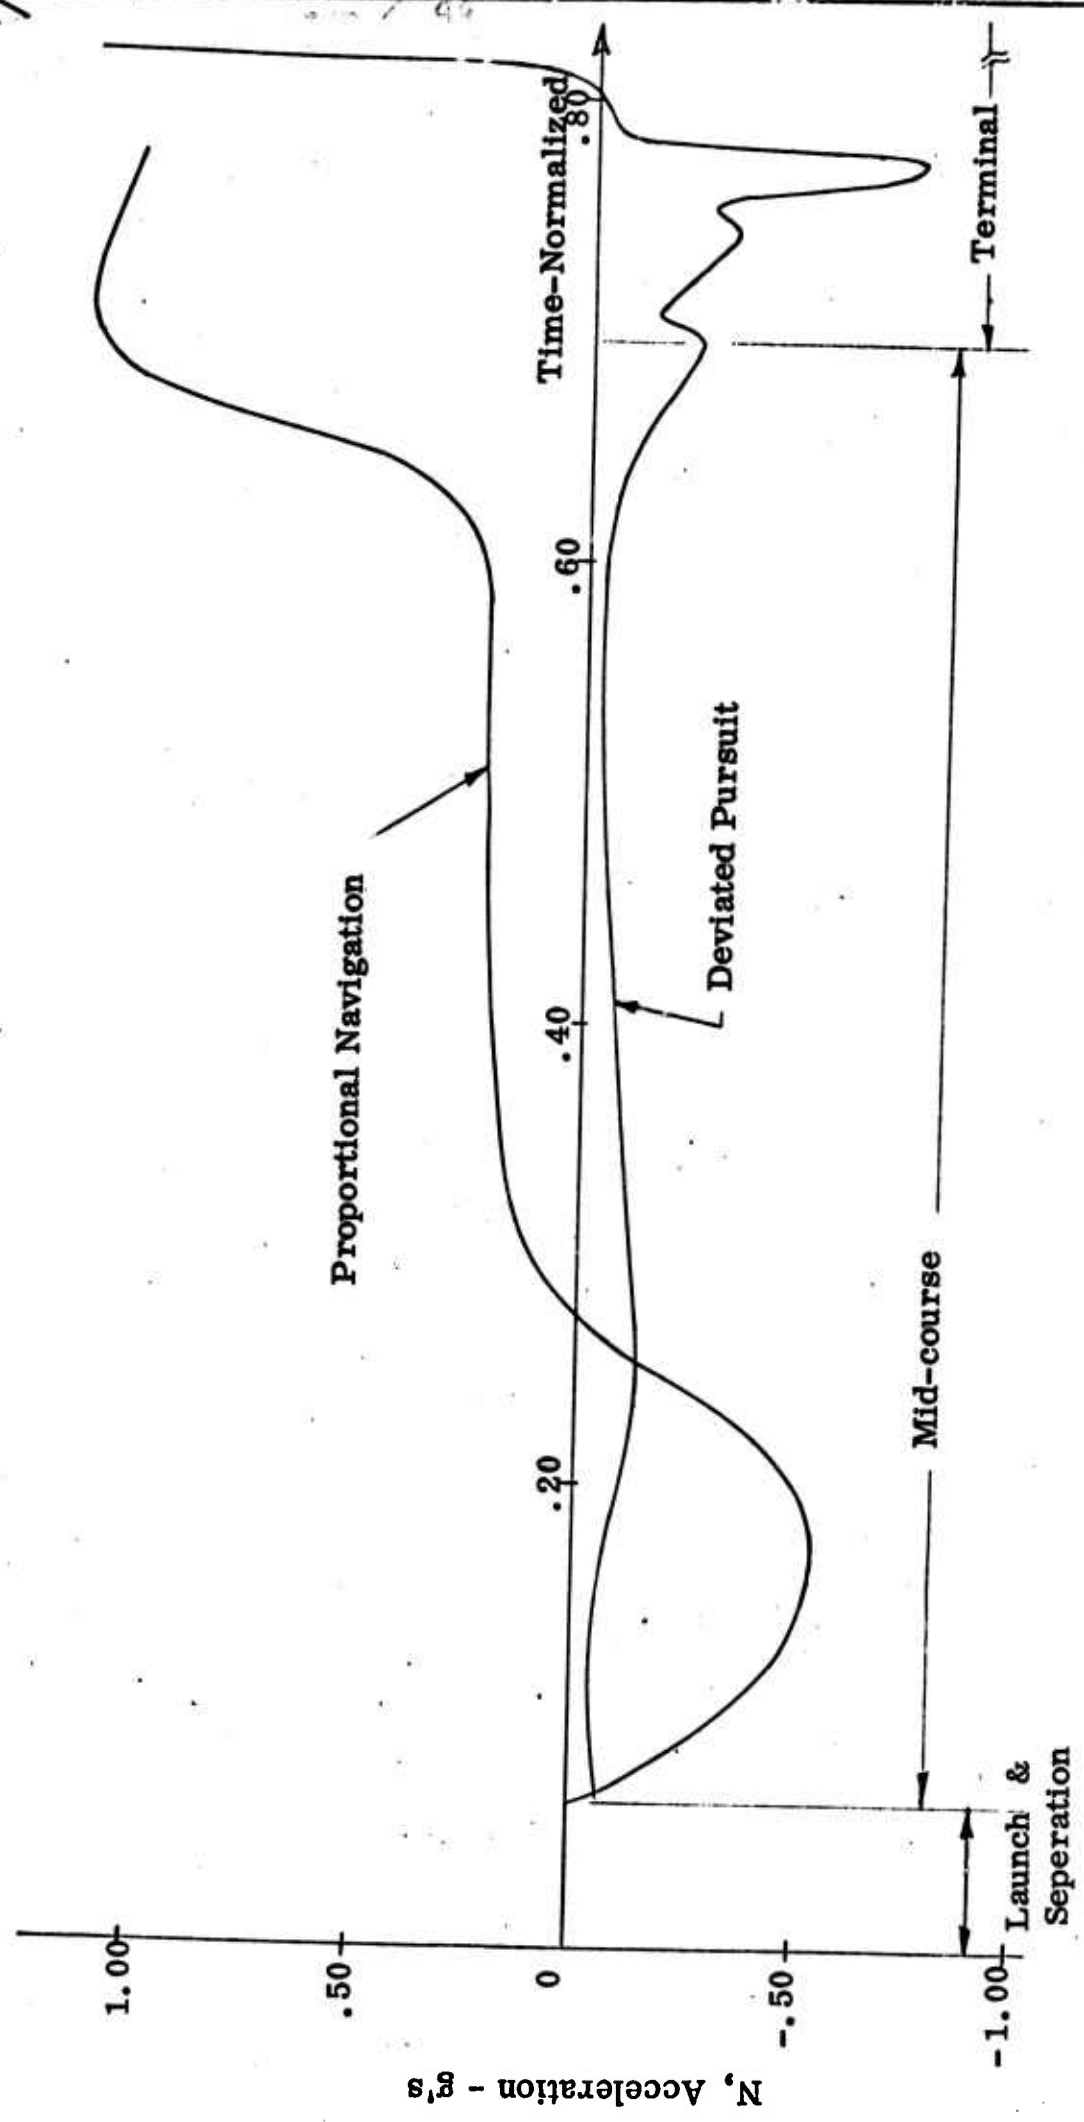 N, Acceleration - g's
1.00
.50
0
-.50
-1.00
.20
.40
.60
.80
Time-Normalized
Proportional Navigation
Deviated Pursuit
Launch &
Seperation
Mid-course
Terminal